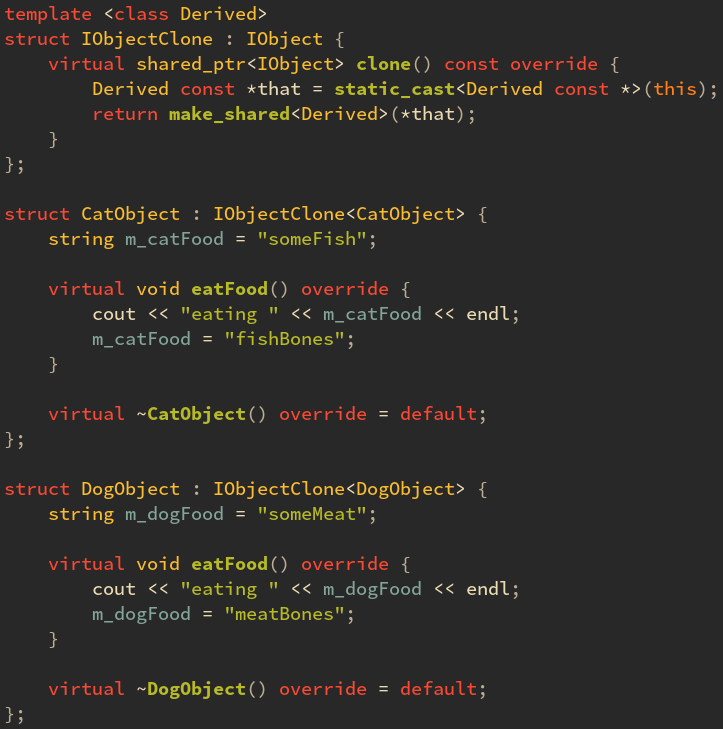 template <class Derived>
struct IObjectClone : IObject {
    virtual shared_ptr<IObject> clone() const override {
        Derived const *that = static_cast<Derived const *>(this);
        return make_shared<Derived>(*that);
    }
};

struct CatObject : IObjectClone<CatObject> {
    string m_catFood = "someFish";

    virtual void eatFood() override {
        cout << "eating " << m_catFood << endl;
        m_catFood = "fishBones";
    }

    virtual ~CatObject() override = default;
};

struct DogObject : IObjectClone<DogObject> {
    string m_dogFood = "someMeat";

    virtual void eatFood() override {
        cout << "eating " << m_dogFood << endl;
        m_dogFood = "meatBones";
    }

    virtual ~DogObject() override = default;
};